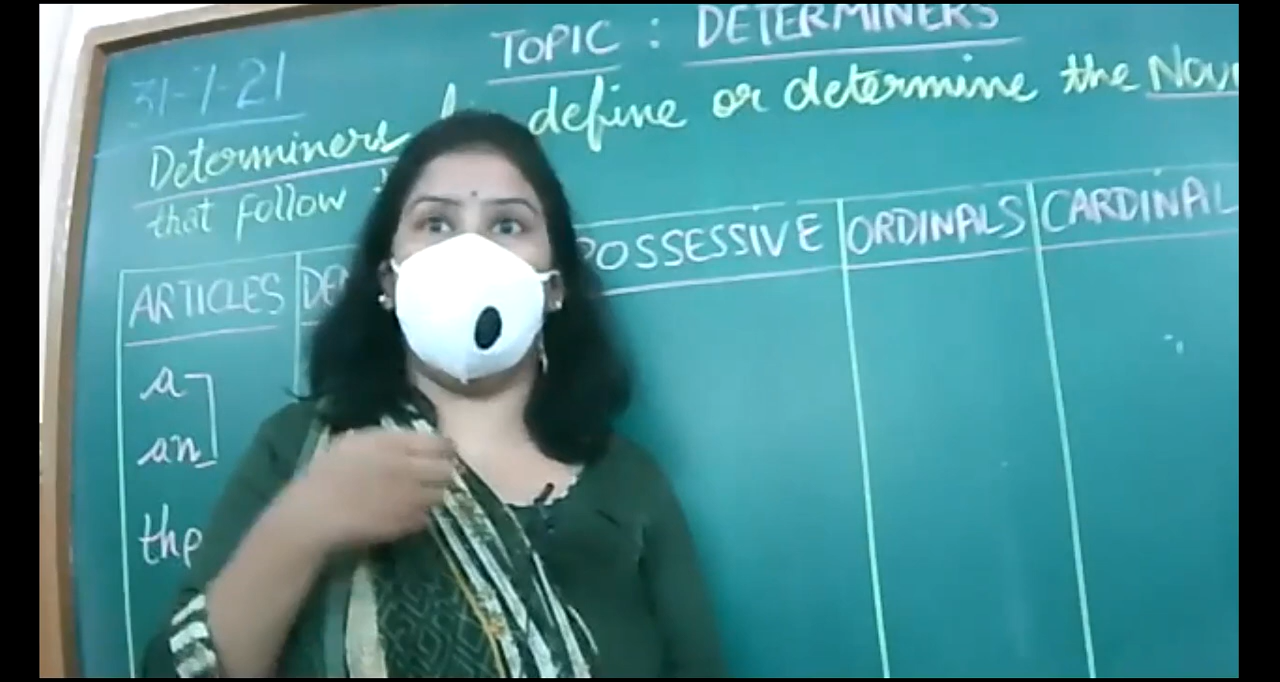 31-7-21
TOPIC : DETERMINERS
Determiners define or determine the Noun
that follow
ARTICLES POSSESSIVE ORDINALS CARDINAL
a
an
the